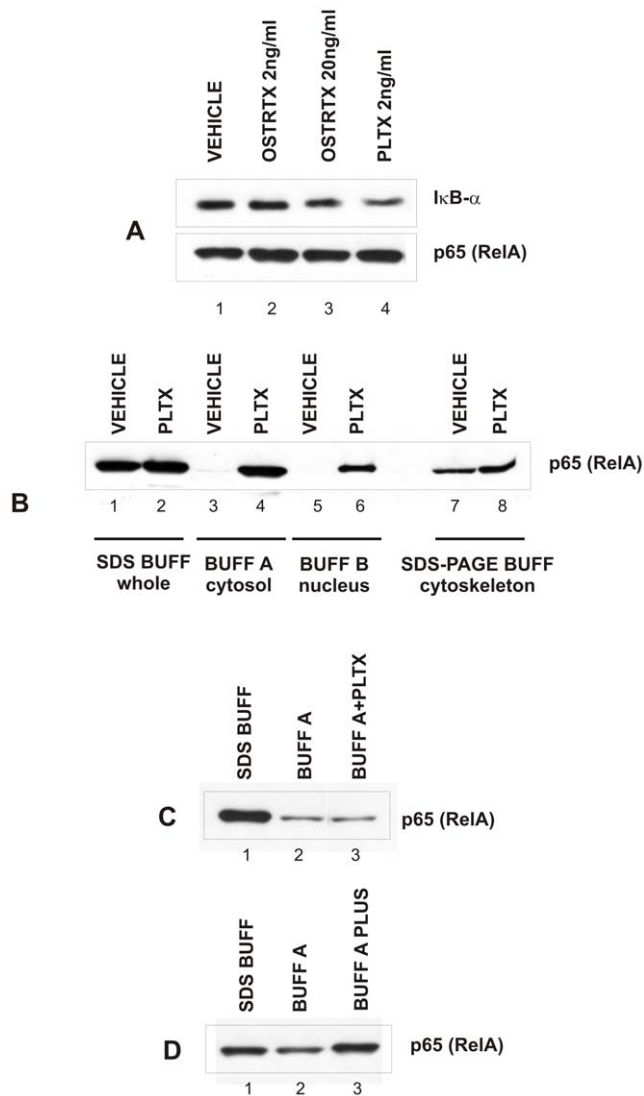 VEHICLE
OSTRTX 2ng/ml
OSTRTX 20ng/ml
PLTX 2ng/ml
IκB-α
A
p65 (RelA)
1 2 3 4
VEHICLE
PLTX
VEHICLE
PLTX
VEHICLE
PLTX
VEHICLE
PLTX
p65 (RelA)
B
1 2 3 4 5 6 7 8
SDS BUFF
whole
BUFF A
cytosol
BUFF B
nucleus
SDS-PAGE BUFF
cytoskeleton
SDS BUFF
BUFF A
BUFF A+PLTX
C
p65 (RelA)
1 2 3
SDS BUFF
BUFF A
BUFF A PLUS
D
p65 (RelA)
1 2 3